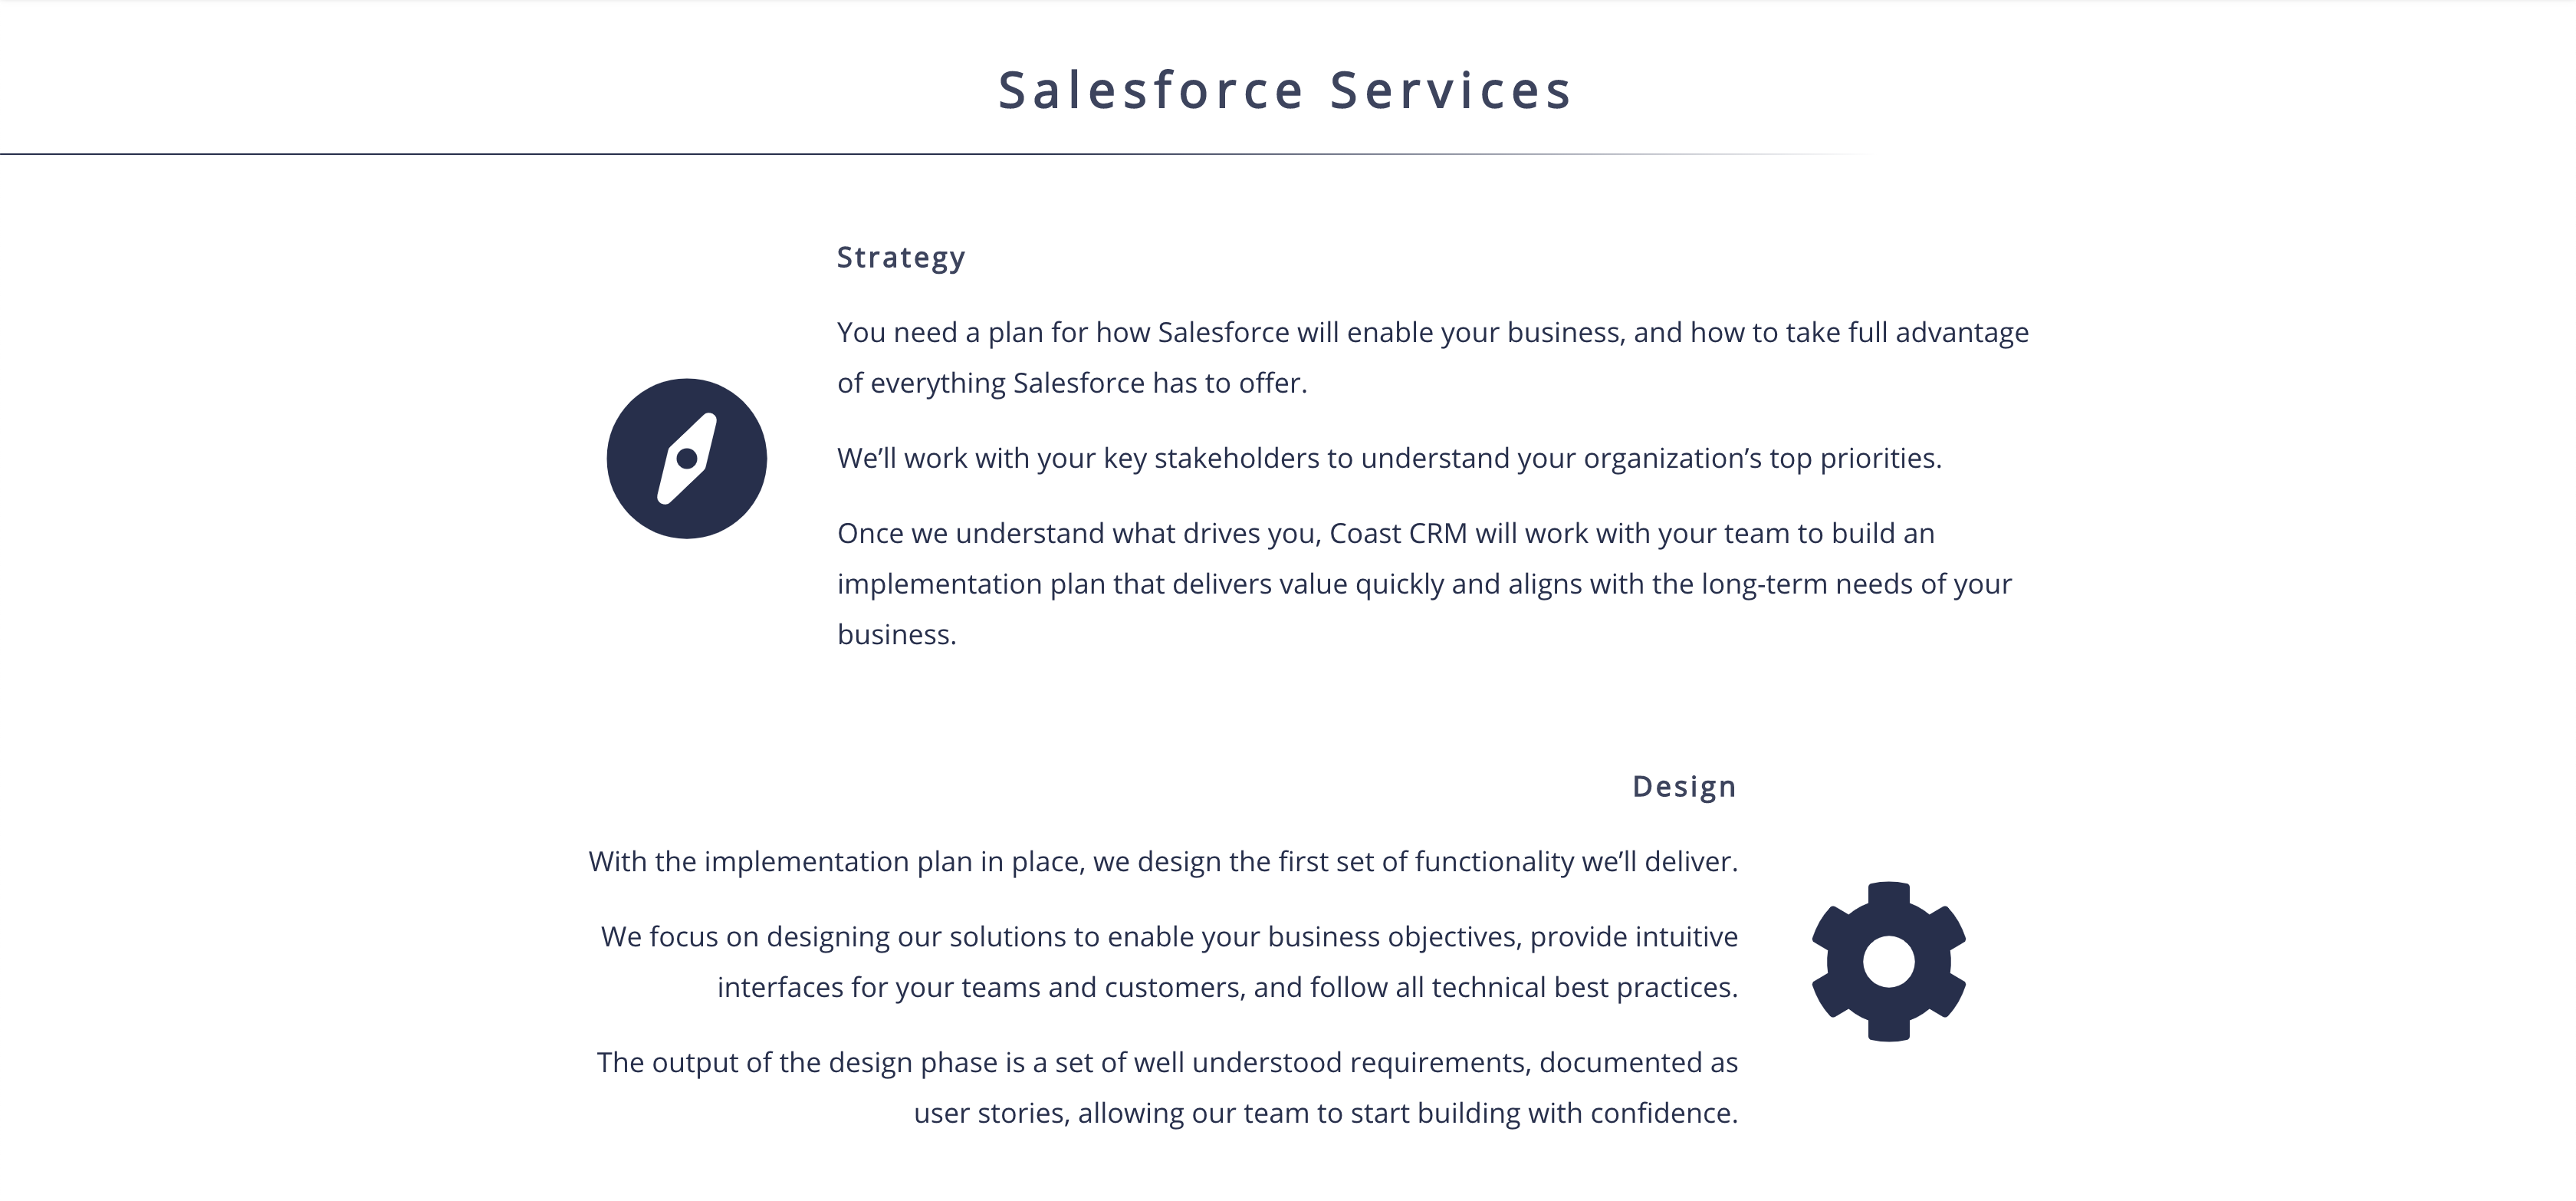 Salesforce Services
Strategy
You need a plan for how Salesforce will enable your business, and how to take full advantage
of everything Salesforce has to offer.
We’ll work with your key stakeholders to understand your organization’s top priorities.
Once we understand what drives you, Coast CRM will work with your team to build an
implementation plan that delivers value quickly and aligns with the long-term needs of your
business.
Design
With the implementation plan in place, we design the first set of functionality we’ll deliver.
We focus on designing our solutions to enable your business objectives, provide intuitive
interfaces for your teams and customers, and follow all technical best practices.
The output of the design phase is a set of well understood requirements, documented as
user stories, allowing our team to start building with confidence.